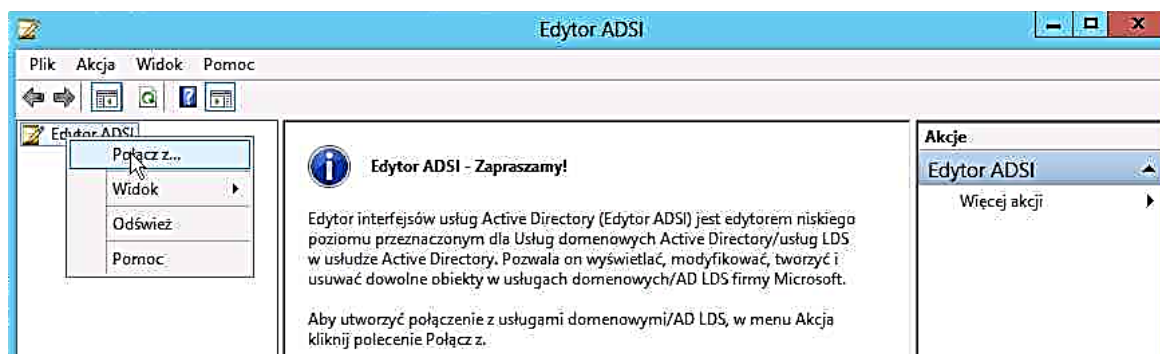 Edytor ADSI
Plik Akcja Widok Pomoc
Edytor ADSI
Połącz z...
Widok
Odśwież
Pomoc
Edytor ADSI - Zapraszamy!
Edytor interfejsów usług Active Directory (Edytor ADSI) jest edytorem niskiego
poziomu przeznaczonym dla Usług domenowych Active Directory/usług LDS
w usłudze Active Directory. Pozwala on wyświetlać, modyfikować, tworzyć i
usuwać dowolne obiekty w usługach domenowych/AD LDS firmy Microsoft.
Aby utworzyć połączenie z usługami domenowymi/AD LDS, w menu Akcja
kliknij polecenie Połącz z.
Akcje
Edytor ADSI
Więcej akcji